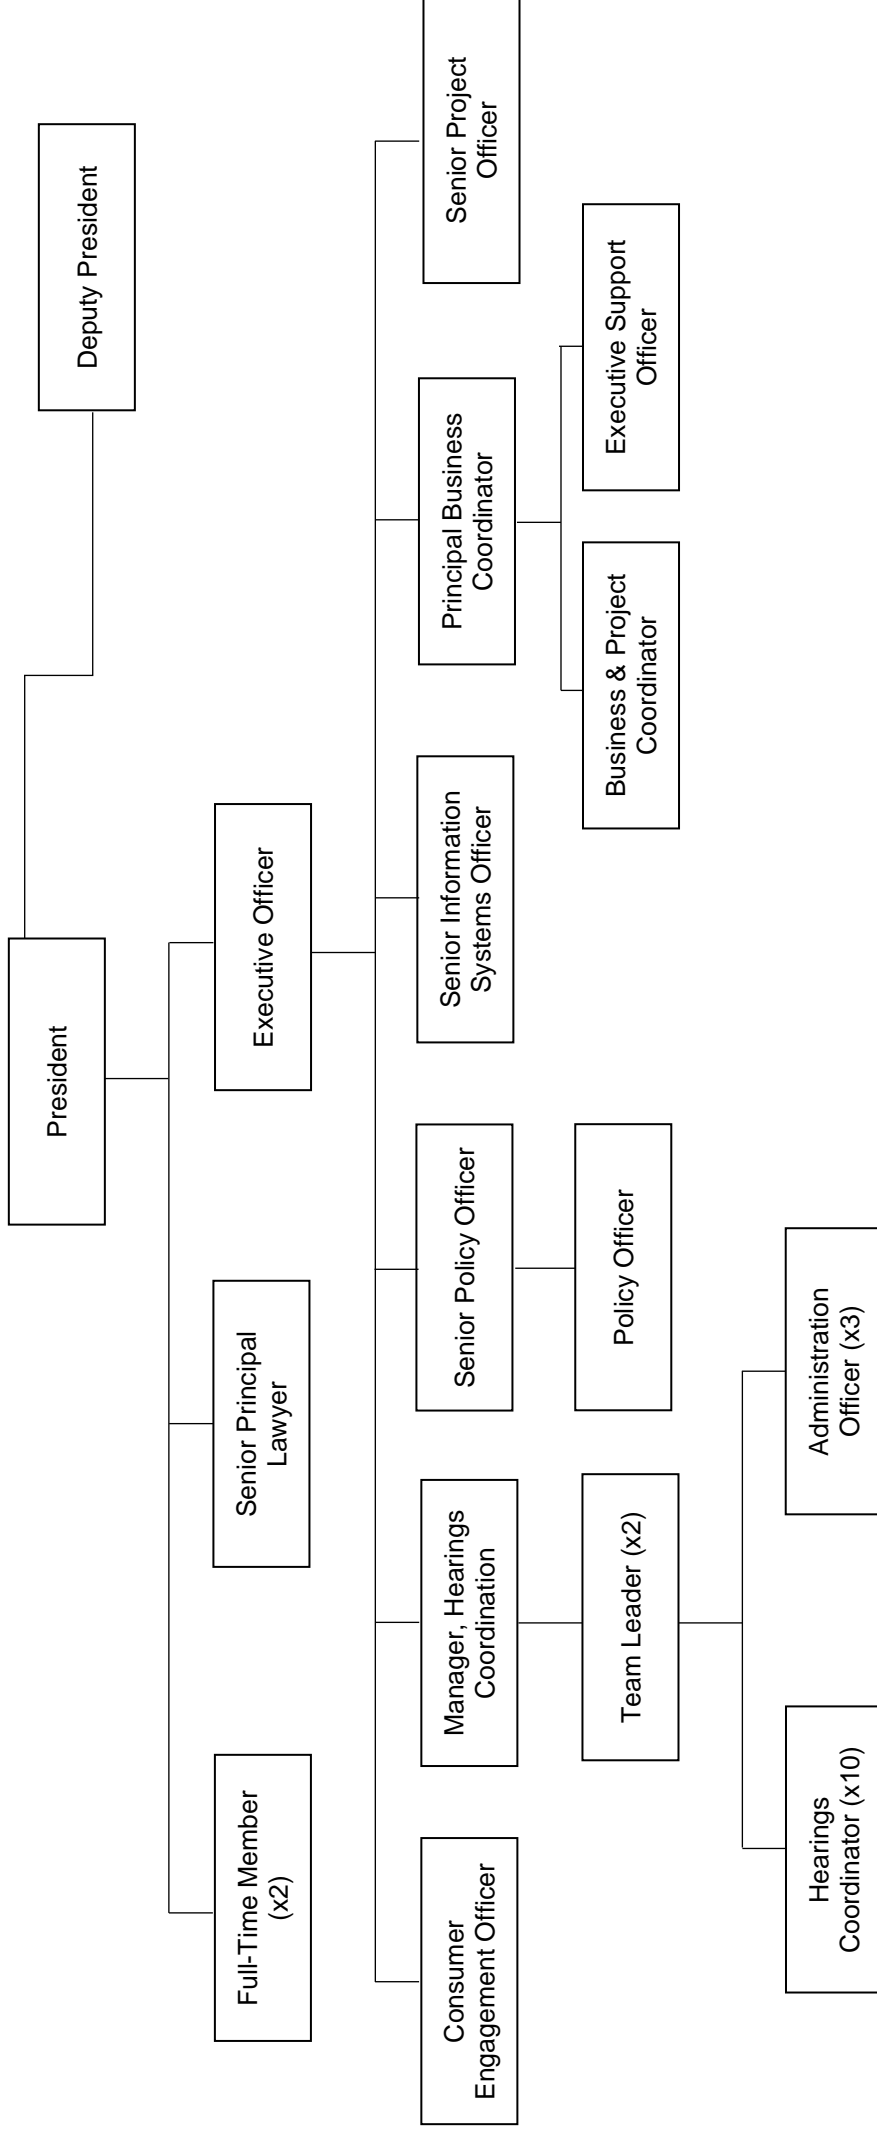 President
Deputy President
Full-Time Member
(x2)
Senior Principal
Lawyer
Executive Officer
Consumer
Engagement Officer
Manager, Hearings
Coordination
Senior Policy Officer
Senior Information
Systems Officer
Principal Business
Coordinator
Senior Project
Officer
Team Leader (x2)
Policy Officer
Business & Project
Coordinator
Executive Support
Officer
Hearings
Coordinator (x10)
Administration
Officer (x3)